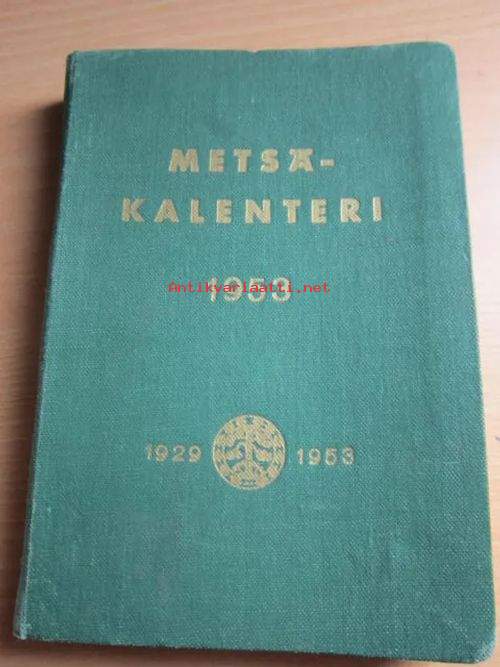 METSÄ-
KALENTERI
1953
Antikvariaatti.net
1929 1953